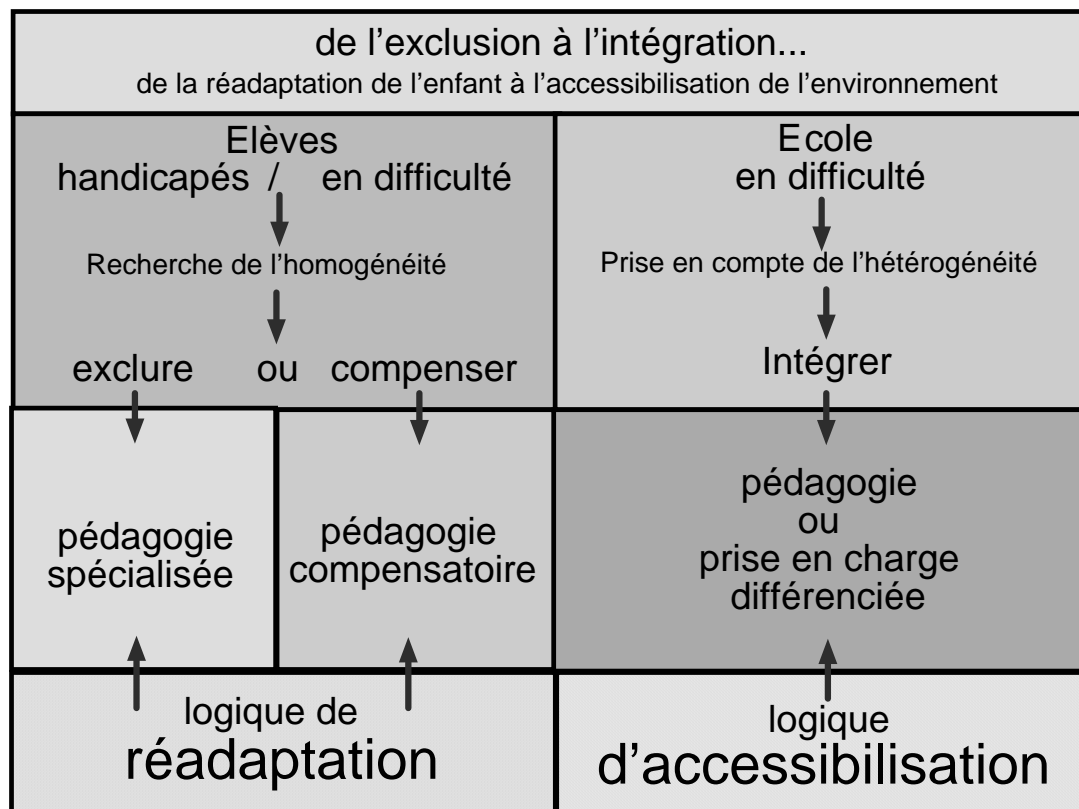 de l'exclusion à l'intégration...
de la réadaptation de l'enfant à l'accessibilisation de l'environnement
Elèves
handicapés / en difficulté
Recherche de l'homogénéité
exclure ou compenser
pédagogie
spécialisée
pédagogie
compensatoire
logique de
réadaptation
Ecole
en difficulté
Prise en compte de l'hétérogénéité
Intégrer
pédagogie
ou
prise en charge
différenciée
logique
d'accessibilisation